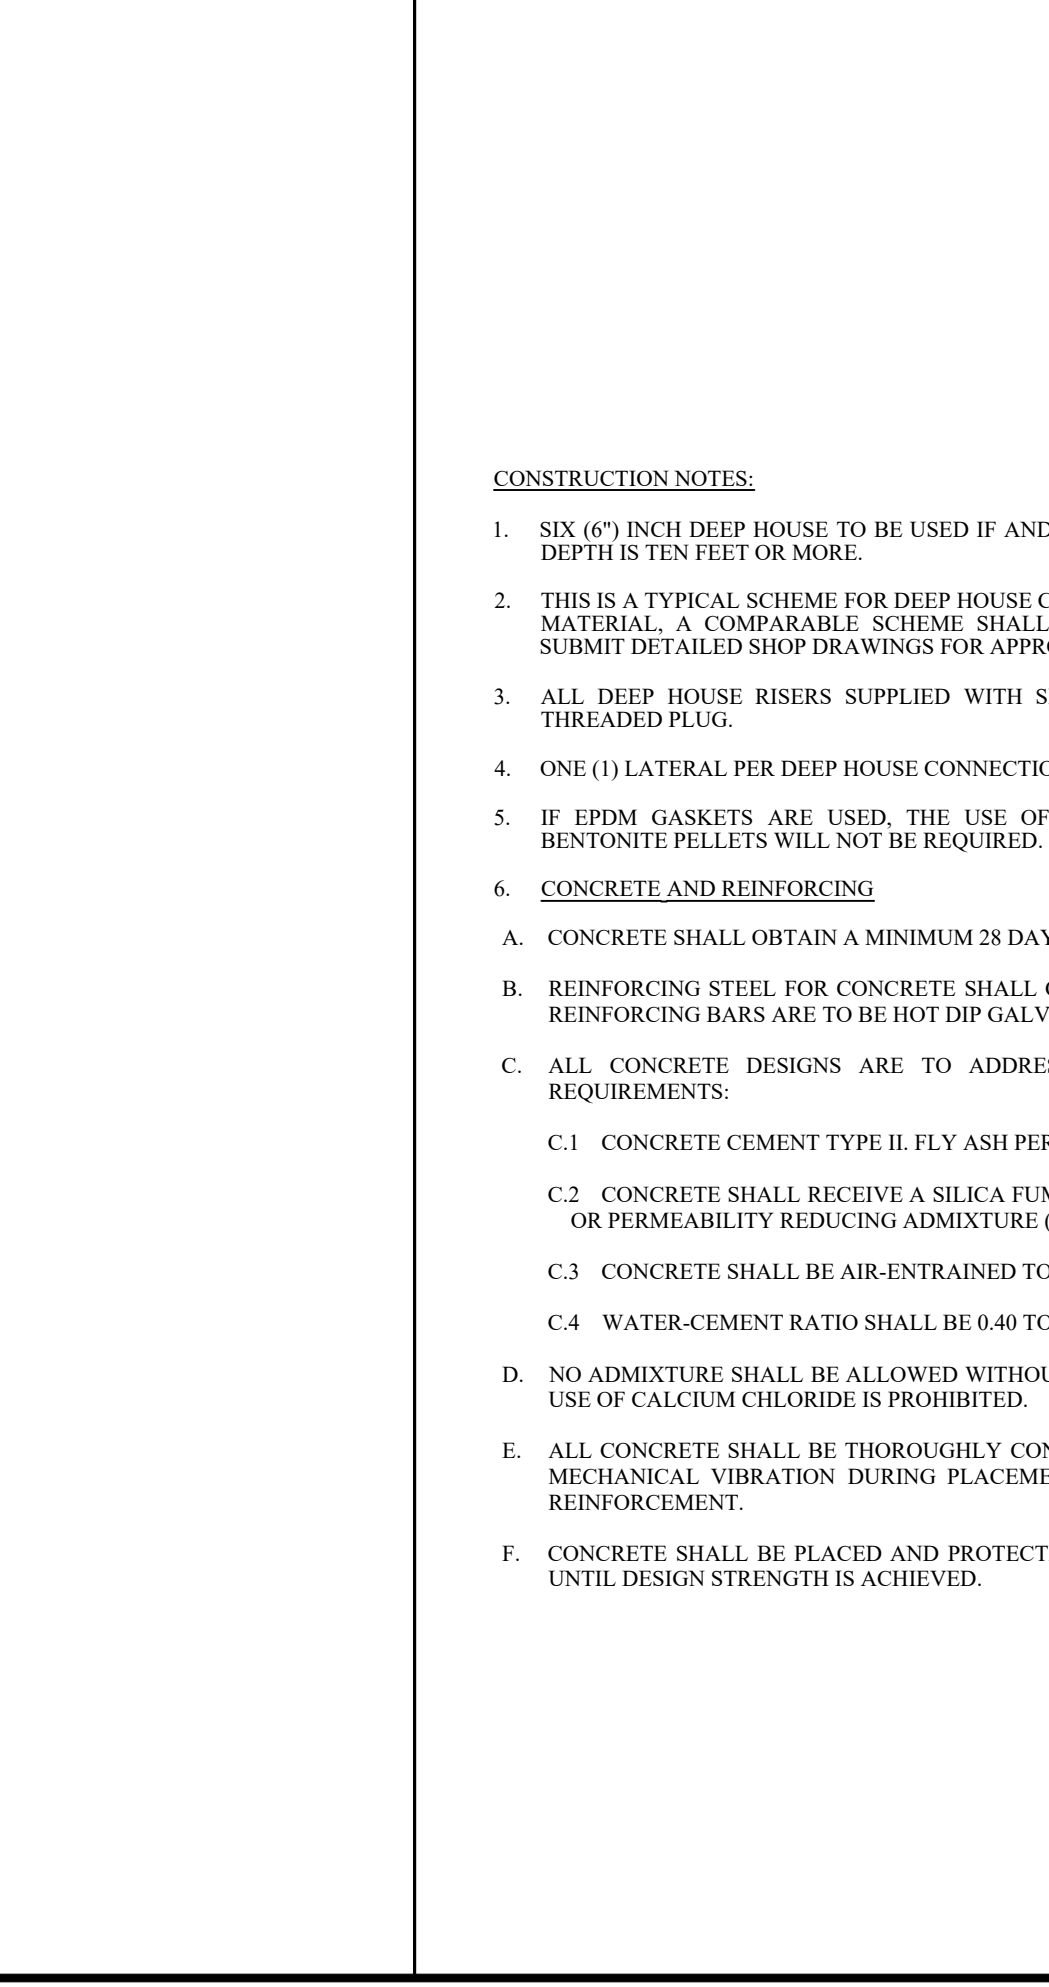 CONSTRUCTION NOTES:
1. SIX (6") INCH DEEP HOUSE TO BE USED IF AND
DEPTH IS TEN FEET OR MORE.
2. THIS IS A TYPICAL SCHEME FOR DEEP HOUSE
MATERIAL, A COMPARABLE SCHEME SHALL
SUBMIT DETAILED SHOP DRAWINGS FOR
3. ALL DEEP HOUSE RISERS SUPPLIED WITH
THREADED PLUG.
4. ONE (1) LATERAL PER DEEP HOUSE
5. IF EPDM GASKETS ARE USED, THE USE OF
BENTONITE PELLETS WILL NOT BE REQUIRED.
6. CONCRETE AND REINFORCING
A. CONCRETE SHALL OBTAIN A MINIMUM 28 DAY
B. REINFORCING STEEL FOR CONCRETE SHALL
REINFORCING BARS ARE TO BE HOT DIP
C. ALL CONCRETE DESIGNS ARE TO
REQUIREMENTS:
C.1 CONCRETE CEMENT TYPE II. FLY ASH
C.2 CONCRETE SHALL RECEIVE A SILICA
OR PERMEABILITY REDUCING ADMIXTURE (
C.3 CONCRETE SHALL BE AIR-ENTRAINED TO
C.4 WATER-CEMENT RATIO SHALL BE 0.40 TO
D. NO ADMIXTURE SHALL BE ALLOWED
USE OF CALCIUM CHLORIDE IS PROHIBITED.
E. ALL CONCRETE SHALL BE THOROUGHLY
MECHANICAL VIBRATION DURING
REINFORCEMENT.
F. CONCRETE SHALL BE PLACED AND
UNTIL DESIGN STRENGTH IS ACHIEVED.